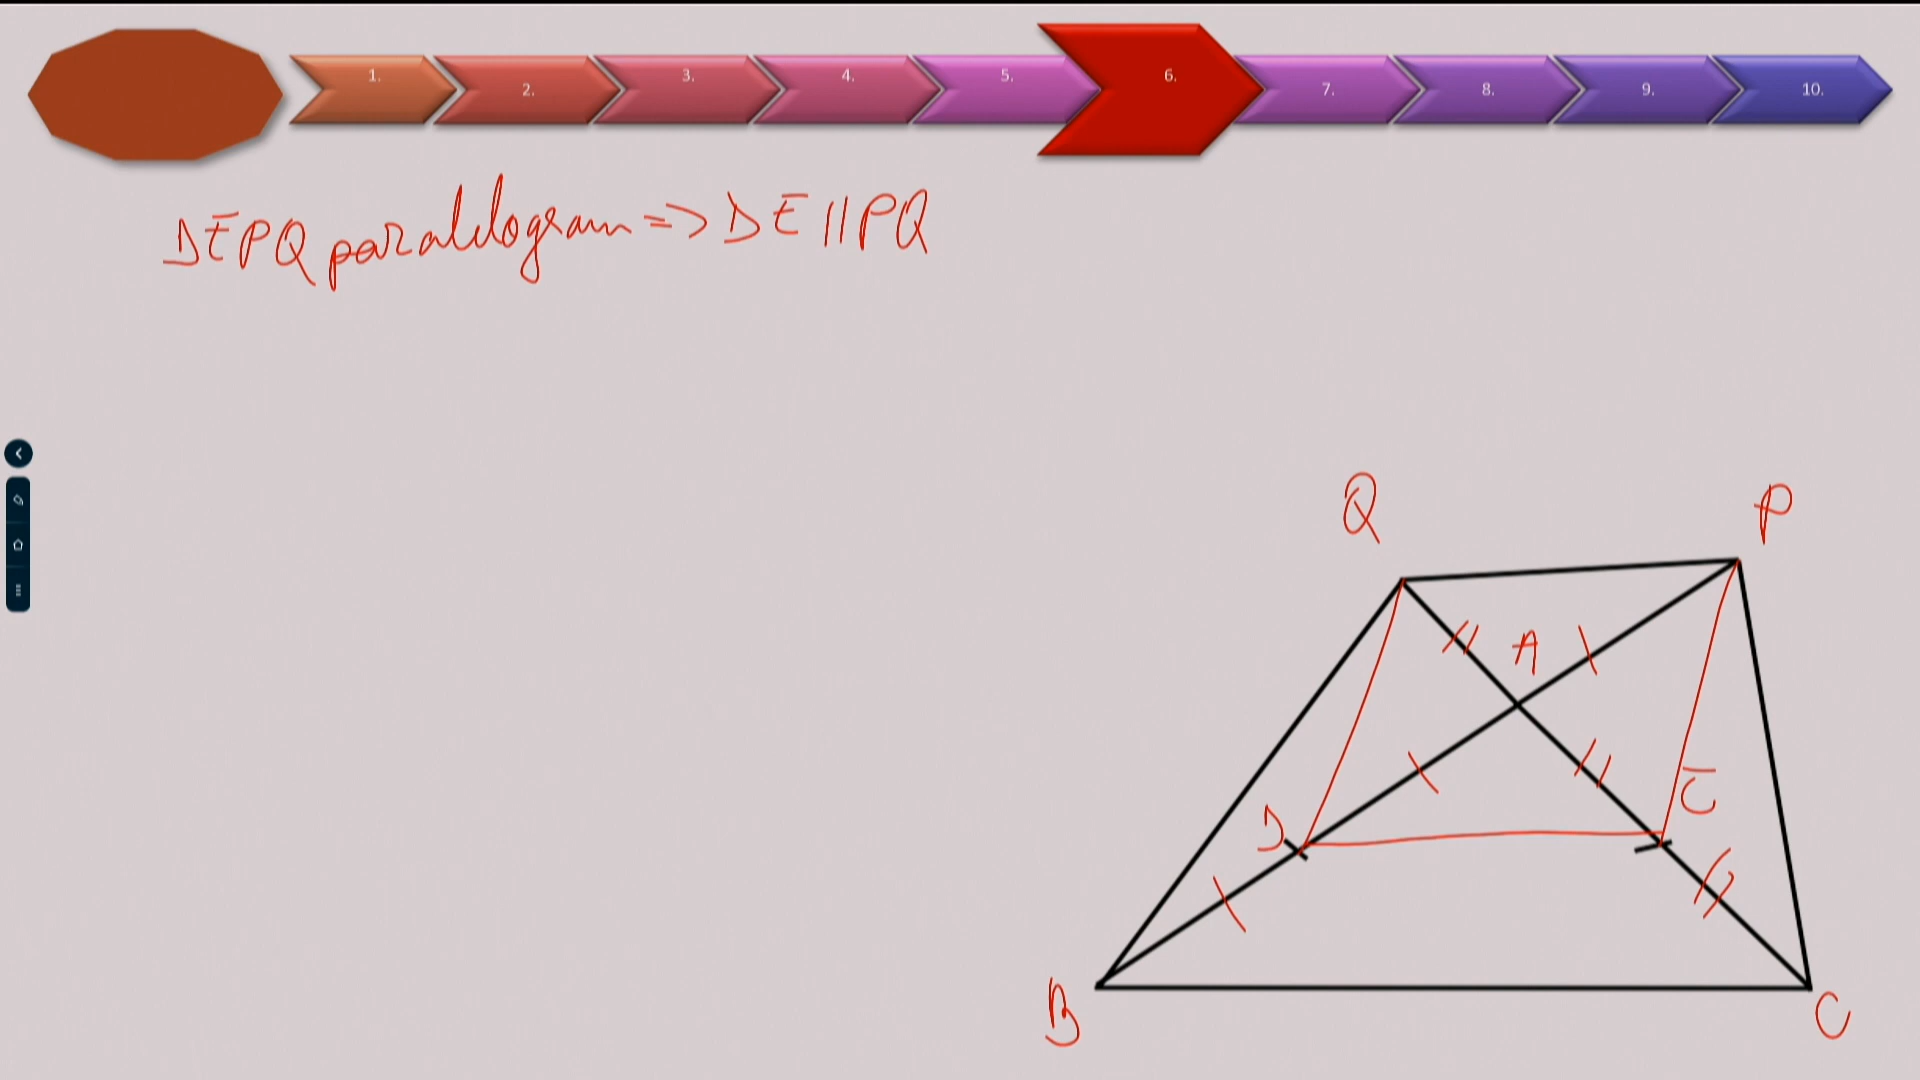 1. 2. 3. 4. 5. 6. 7. 8. 9. 10.
DEPQ paralelogram => DE || PQ
Q P
A
D E
B C